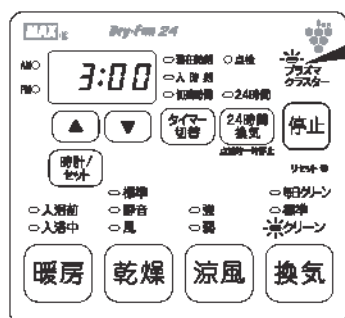 MAX
Dry-fan 24
AM
PM
3:00
現在時刻 点検
入時刻
切時間 24時間
プラズマ
クラスター
▲ ▼
タイマー
切替
24時間
換気
停止
時計/
セット
リセット
標準
入浴前 静音 強
入浴中 風 弱
毎日クリーン
標準
クリーン
暖房 乾燥 涼風 換気